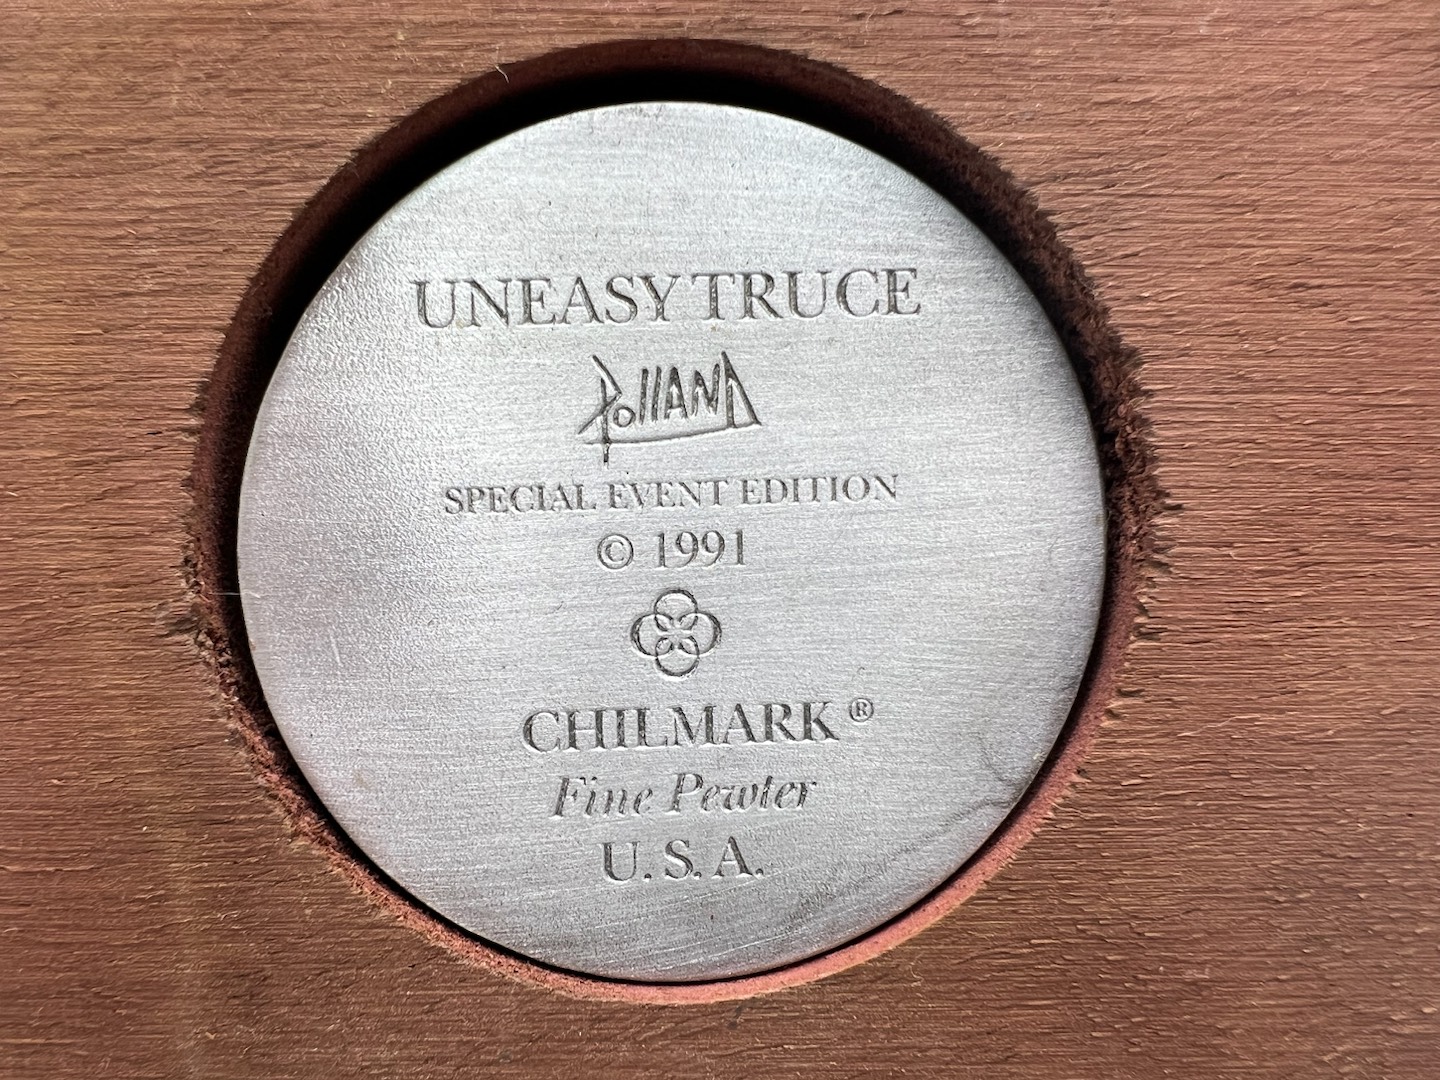 UNEASY TRUCE
Polland
SPECIAL EVENT EDITION
© 1991
CHILMARK ®
Fine Pewter
U.S.A.